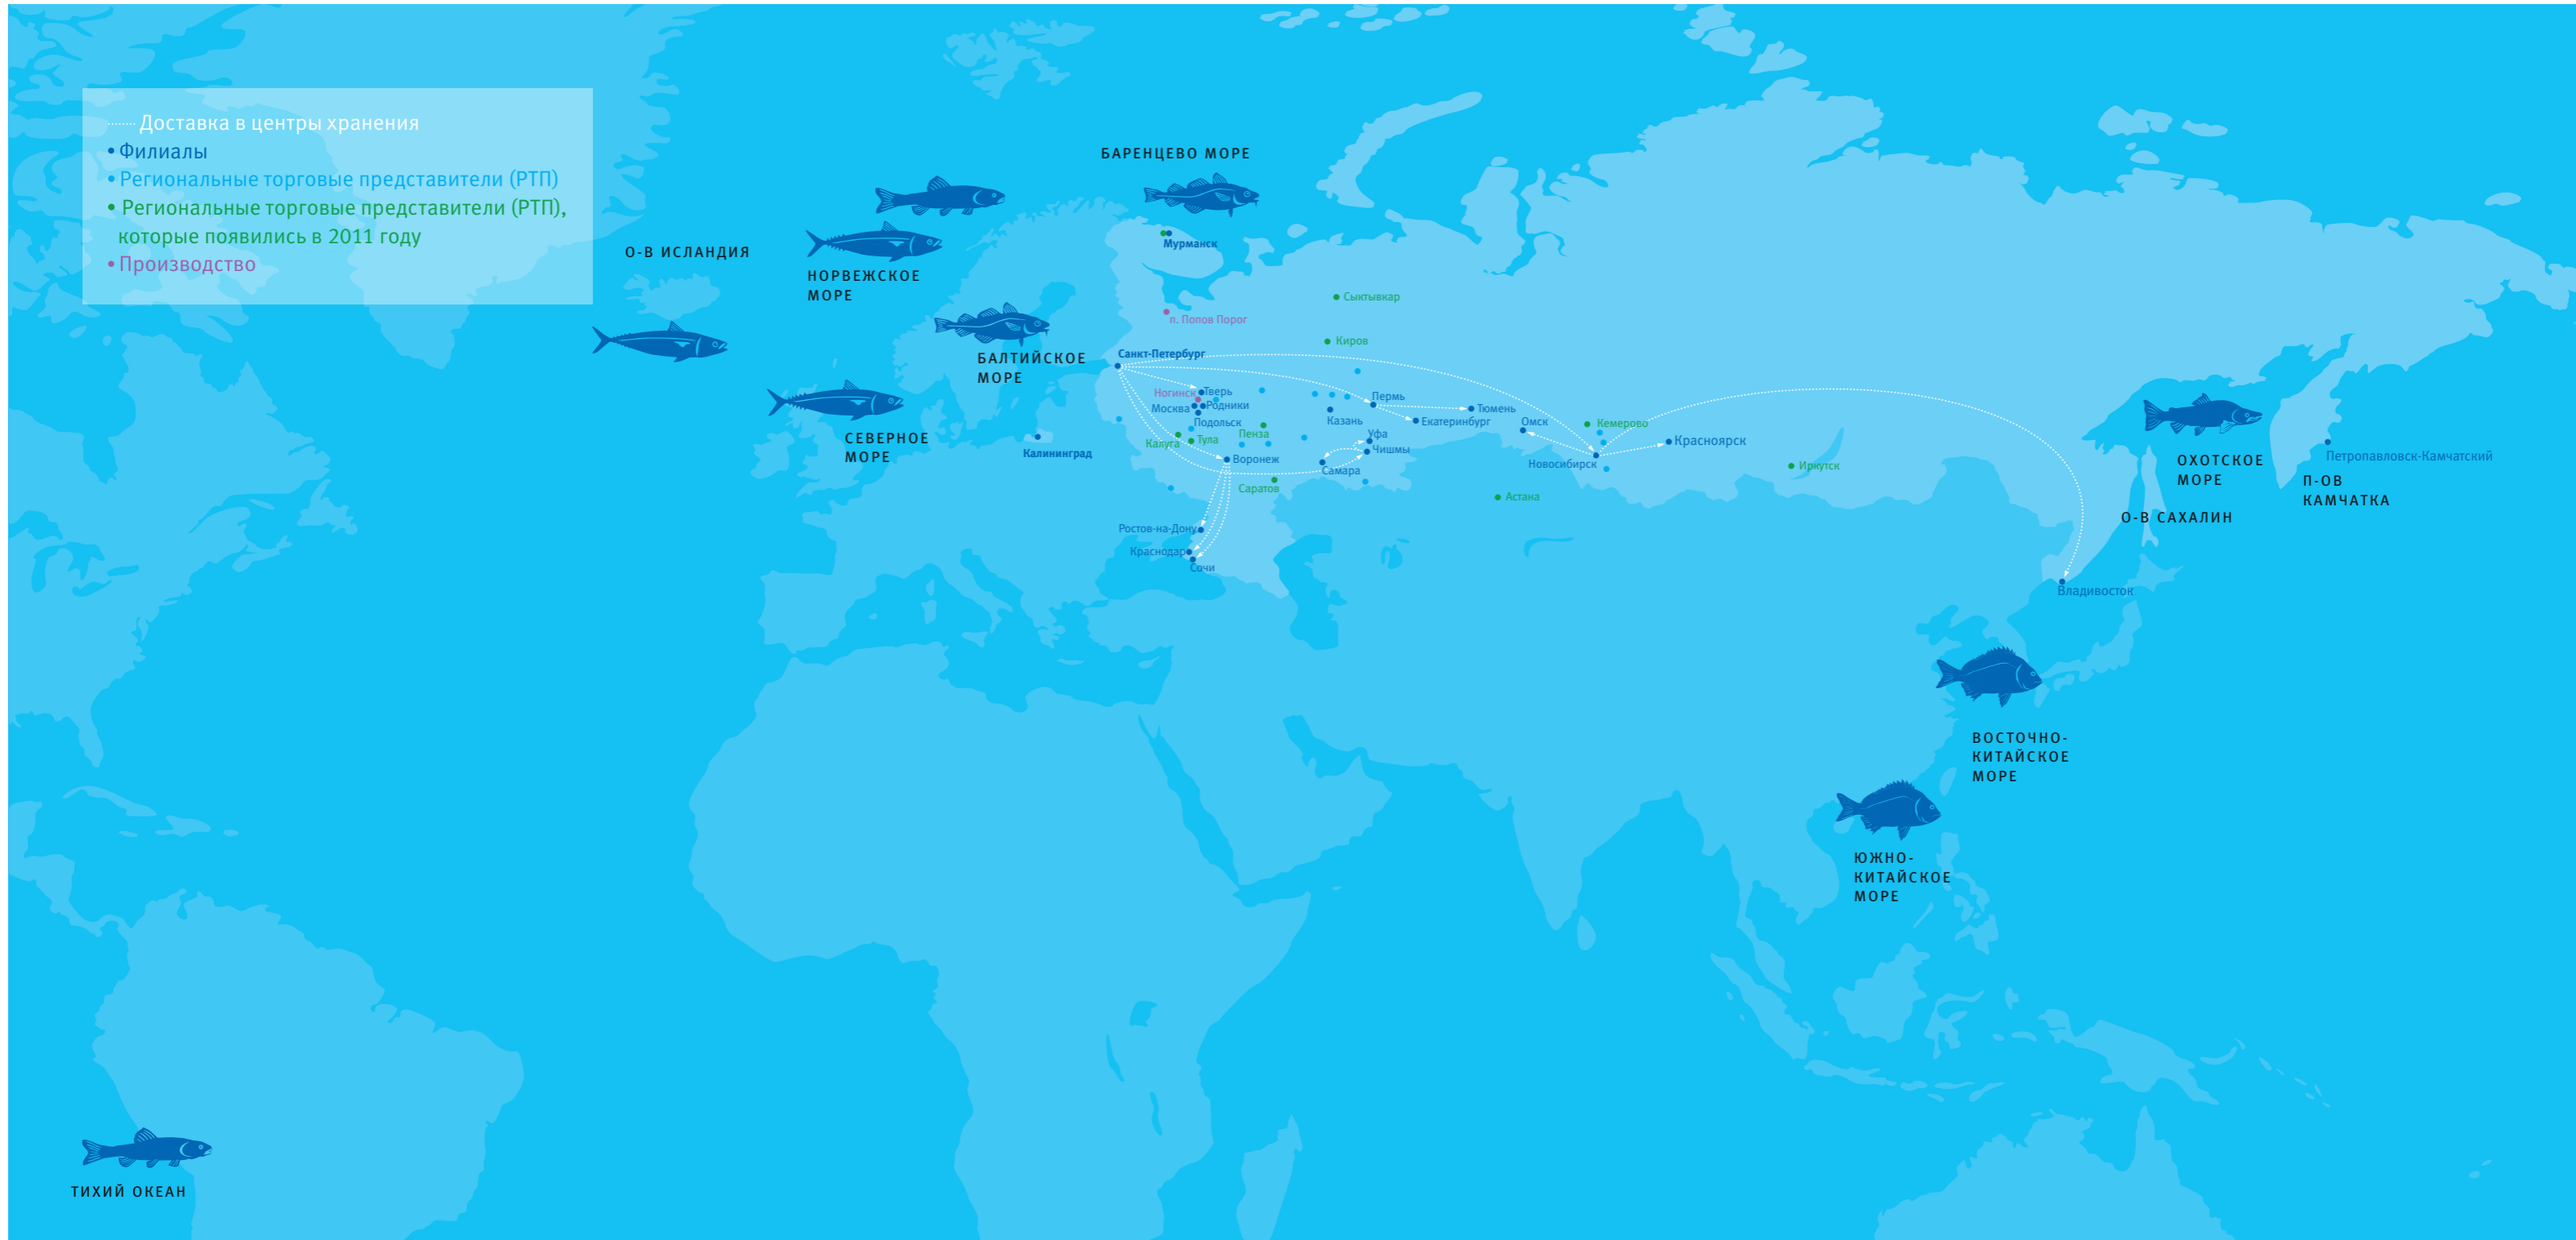 Доставка в центры хранения
• Филиалы
• Региональные торговые представители (РТП)
• Региональные торговые представители (РТП),
которые появились в 2011 году
• Производство
БАРЕНЦЕВО МОРЕ
О-В ИСЛАНДИЯ
НОРВЕЖСКОЕ
МОРЕ
БАЛТИЙСКОЕ
МОРЕ
СЕВЕРНОЕ
МОРЕ
Мурманск
Сыктывкар
п. Попов Порог
Киров
Санкт-Петербург
Тверь
Ногинск
Москва
Родники
Подольск
Калуга
Тула
Пенза
Калининград
Воронеж
Саратов
Ростов-на-Дону
Краснодар
Сочи
Казань
Пермь
Тюмень
Екатеринбург
Уфа
Чишмы
Самара
Омск
Кемерово
Новосибирск
Красноярск
Астана
Иркутск
ОХОТСКОЕ
МОРЕ
Петропавловск-Камчатский
П-ОВ
КАМЧАТКА
О-В САХАЛИН
Владивосток
ВОСТОЧНО-
КИТАЙСКОЕ
МОРЕ
ЮЖНО-
КИТАЙСКОЕ
МОРЕ
ТИХИЙ ОКЕАН